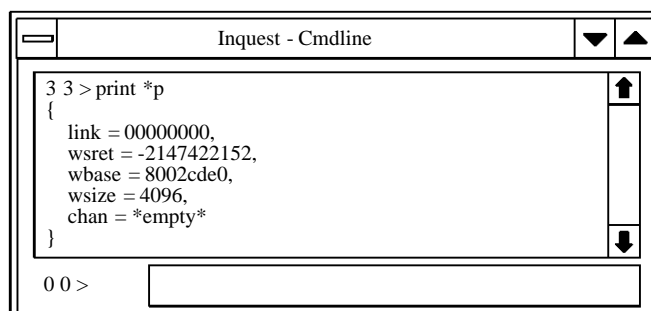 Inquest - Cmdline
3 3 > print *p
{
link = 00000000,
wsret = -2147422152,
wbase = 8002cde0,
wsize = 4096,
chan = *empty*
}
0 0 >